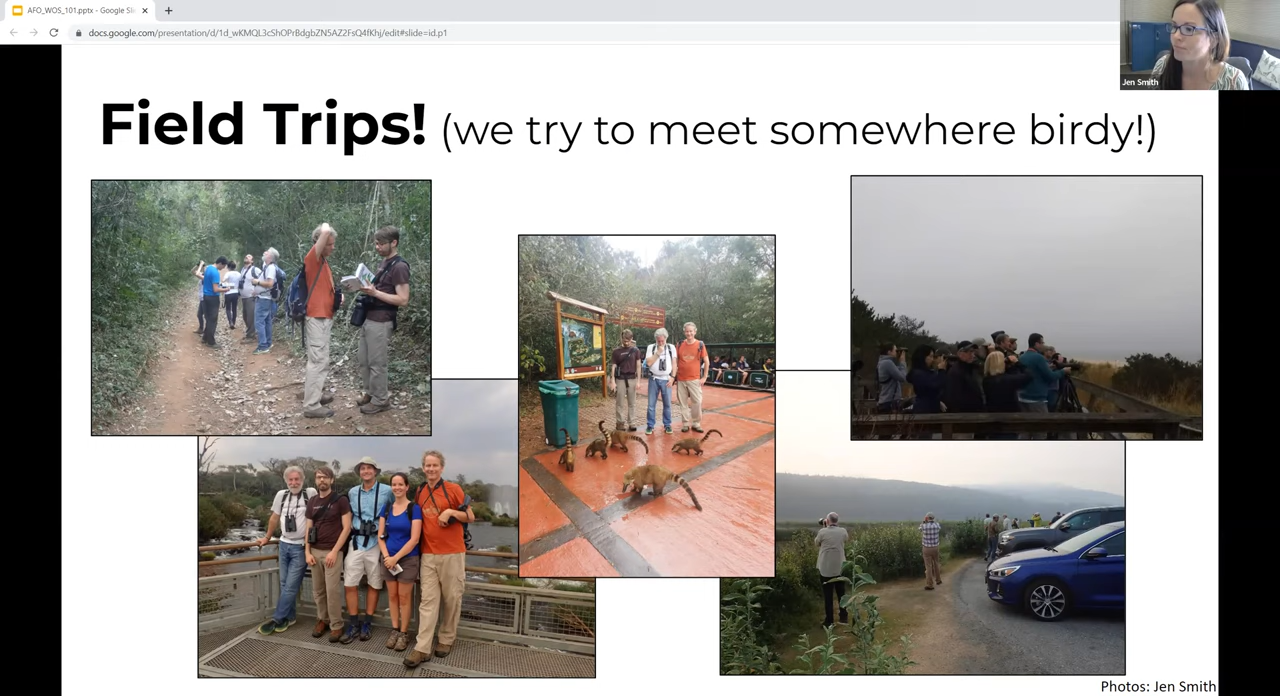 AFO_WOS_101.pptx - Google Sli
docs.google.com/presentation/d/1d_wKMQL3cShOPrBdgbZN5AZ2FsQ4fKhj/edit#slide=id.p1
Jen Smith
Field Trips! (we try to meet somewhere birdy!)
Photos: Jen Smith